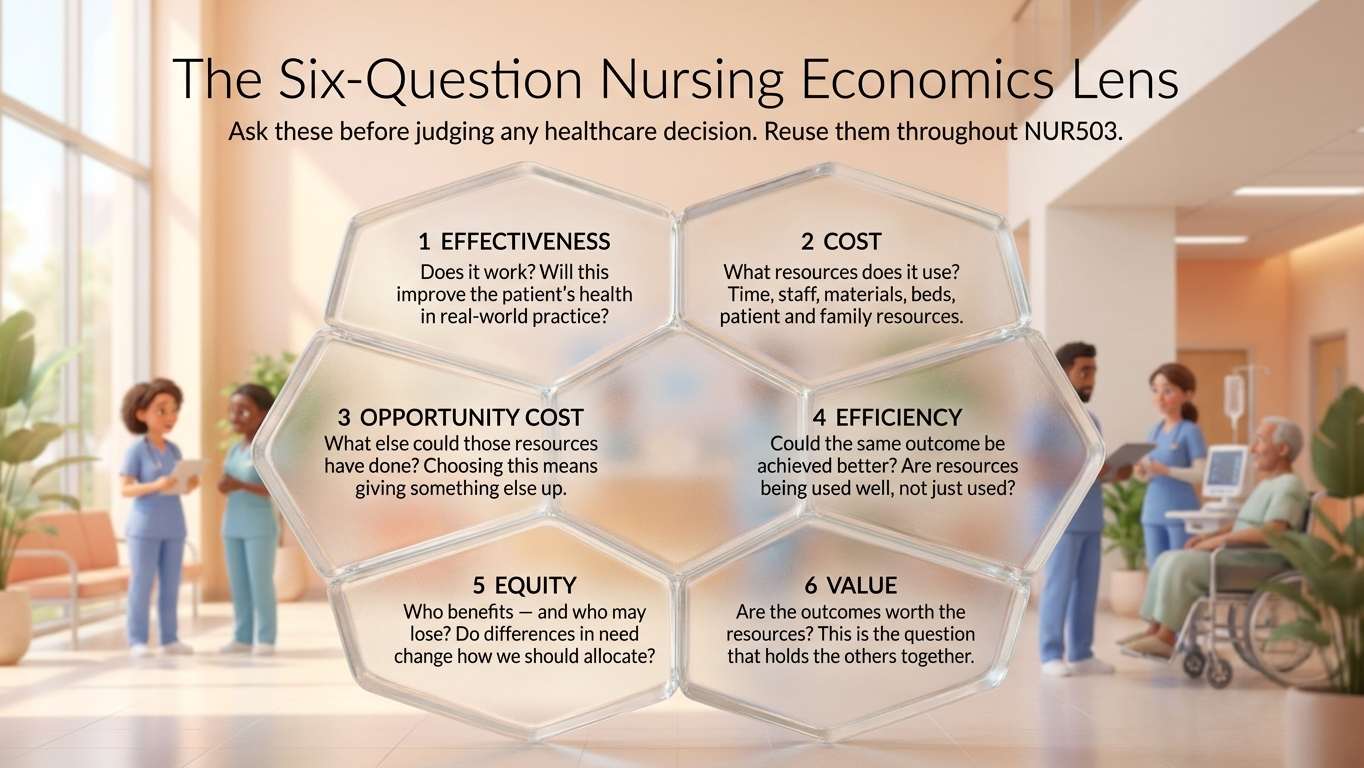 The Six-Question Nursing Economics Lens
Ask these before judging any healthcare decision. Reuse them throughout NUR503.
1 EFFECTIVENESS
Does it work? Will this
improve the patient's health
in real-world practice?
2 COST
What resources does it use?
Time, staff, materials, beds,
patient and family resources.
3 OPPORTUNITY COST
What else could those resources
have done? Choosing this means
giving something else up.
4 EFFICIENCY
Could the same outcome be
achieved better? Are resources
being used well, not just used?
5 EQUITY
Who benefits — and who may
lose? Do differences in need
change how we should allocate?
6 VALUE
Are the outcomes worth the
resources? This is the question
that holds the others together.